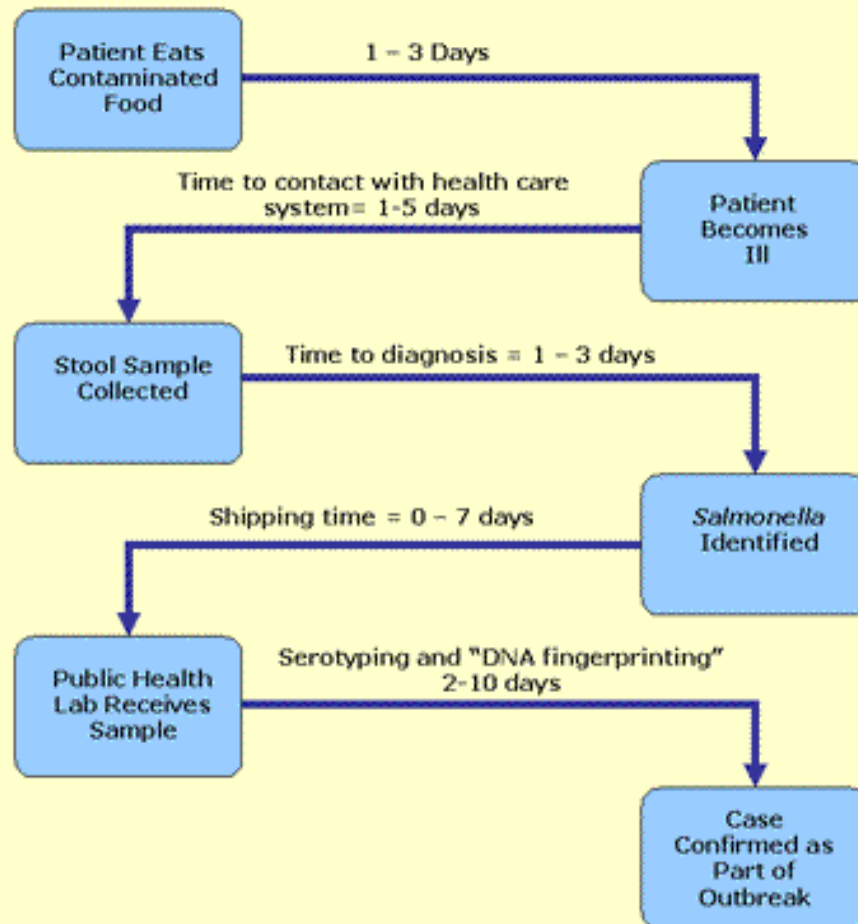 Patient Eats
Contaminated
Food
1 – 3 Days
Time to contact with health care
system= 1-5 days
Patient
Becomes
Ill
Stool Sample
Collected
Time to diagnosis = 1 – 3 days
Shipping time = 0 – 7 days
Salmonella
Identified
Public Health
Lab Receives
Sample
Serotyping and “DNA fingerprinting”
2-10 days
Case
Confirmed as
Part of
Outbreak